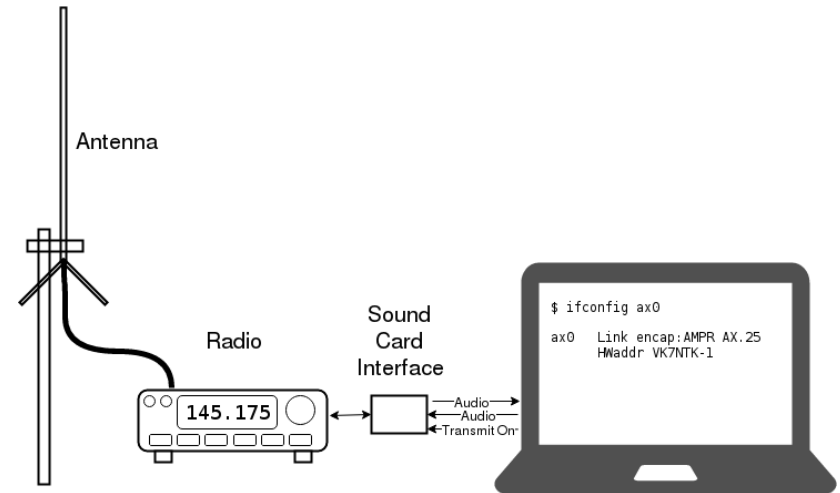 Antenna
Radio
145.175
Sound
Card
Interface
Audio
Audio
Transmit On
$ ifconfig ax0
ax0 Link encap:AMPR AX.25
HWaddr VK7NTK-1